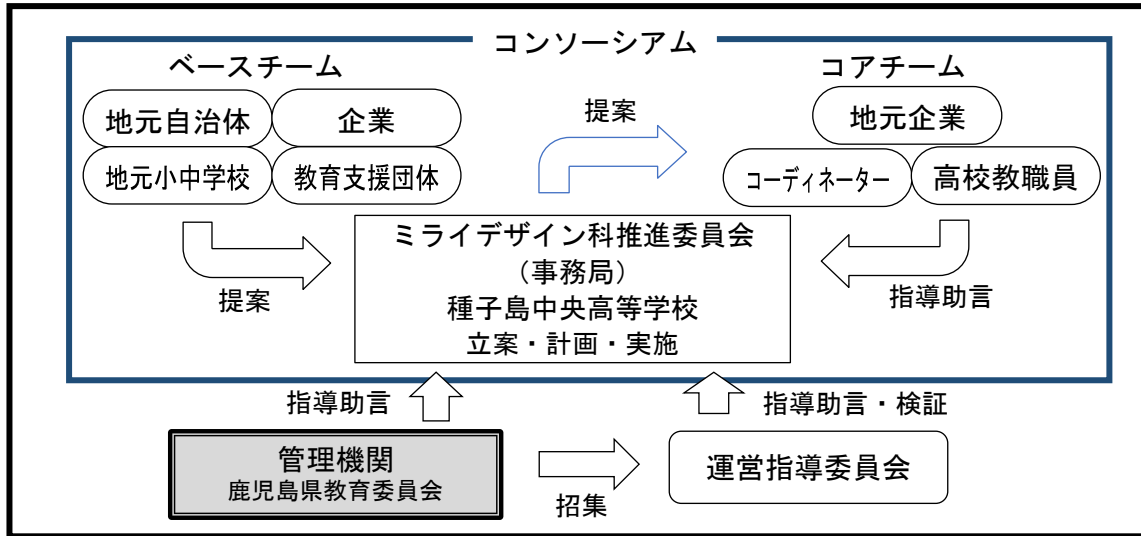 コンソーシアム
ベースチーム
地元自治体
企業
地元小中学校
教育支援団体
提案
提案
コアチーム
地元企業
コーディネーター
高校教職員
指導助言
ミライデザイン科推進委員会
（事務局）
種子島中央高等学校
立案・計画・実施
指導助言
指導助言・検証
管理機関
鹿児島県教育委員会
招集
運営指導委員会